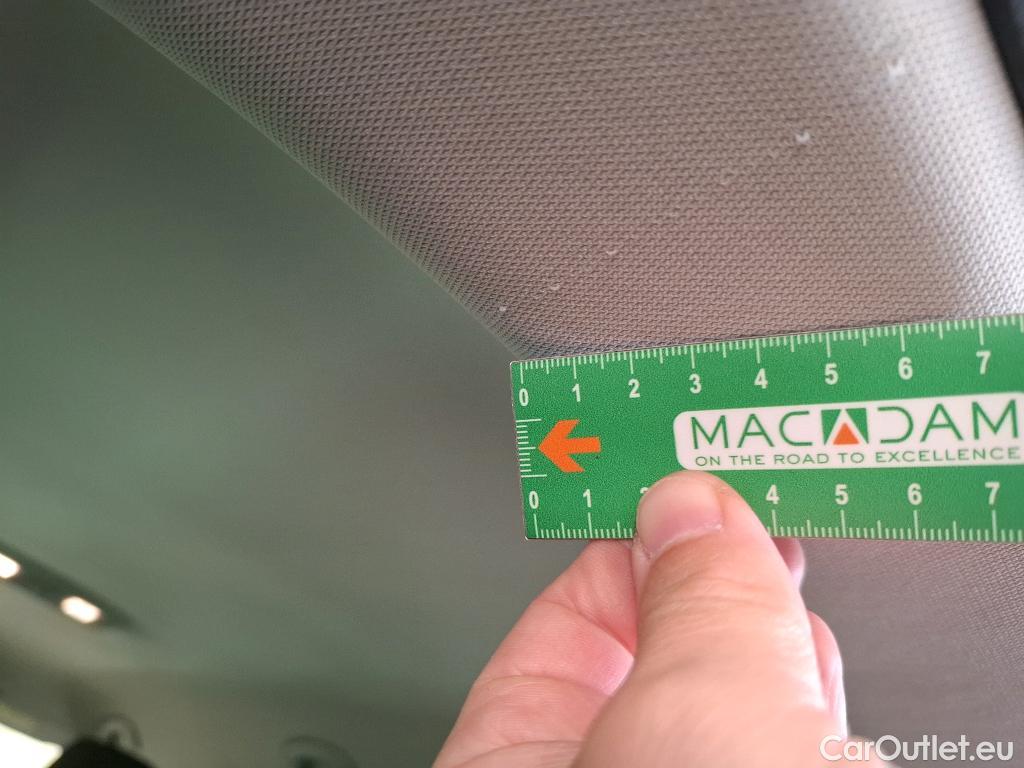 0 1 2 3 4 5 6 7
MACADAM
ON THE ROAD TO EXCELLENCE
0 1 4 5 6 7
CarOutlet.eu